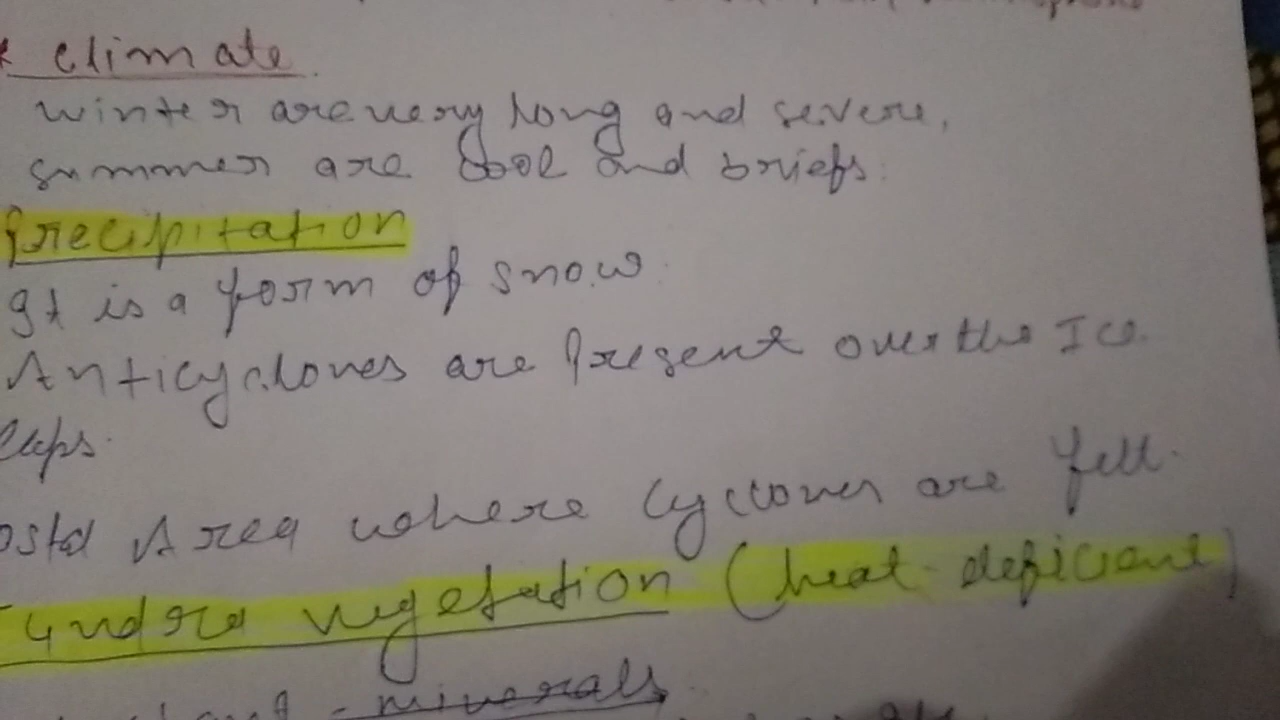 * Climate
winter are very long and severe,
summer are cool and briefs.
Precipitation
It is a form of snow.
Anticyclones are Present over the Ice
Caps.
Area where Cyclones are fell.
Tundra vegetation (heat-deficient)
minerals